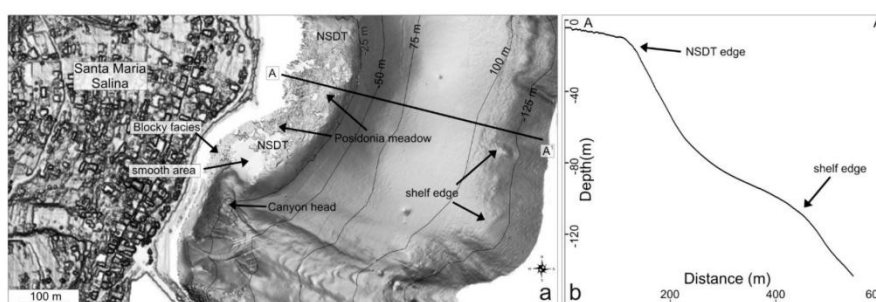 NSDT
Santa Maria
Salina
-25 m
75 m
-50 m
100 m
-125 m
A
Blocky facies
NSDT
Posidonia meadow
A'
smooth area
shelf edge
Canyon head
100 m
a
A
NSDT edge
-40
Depth(m)
-80
shelf edge
-120
b
200
Distance (m)
400